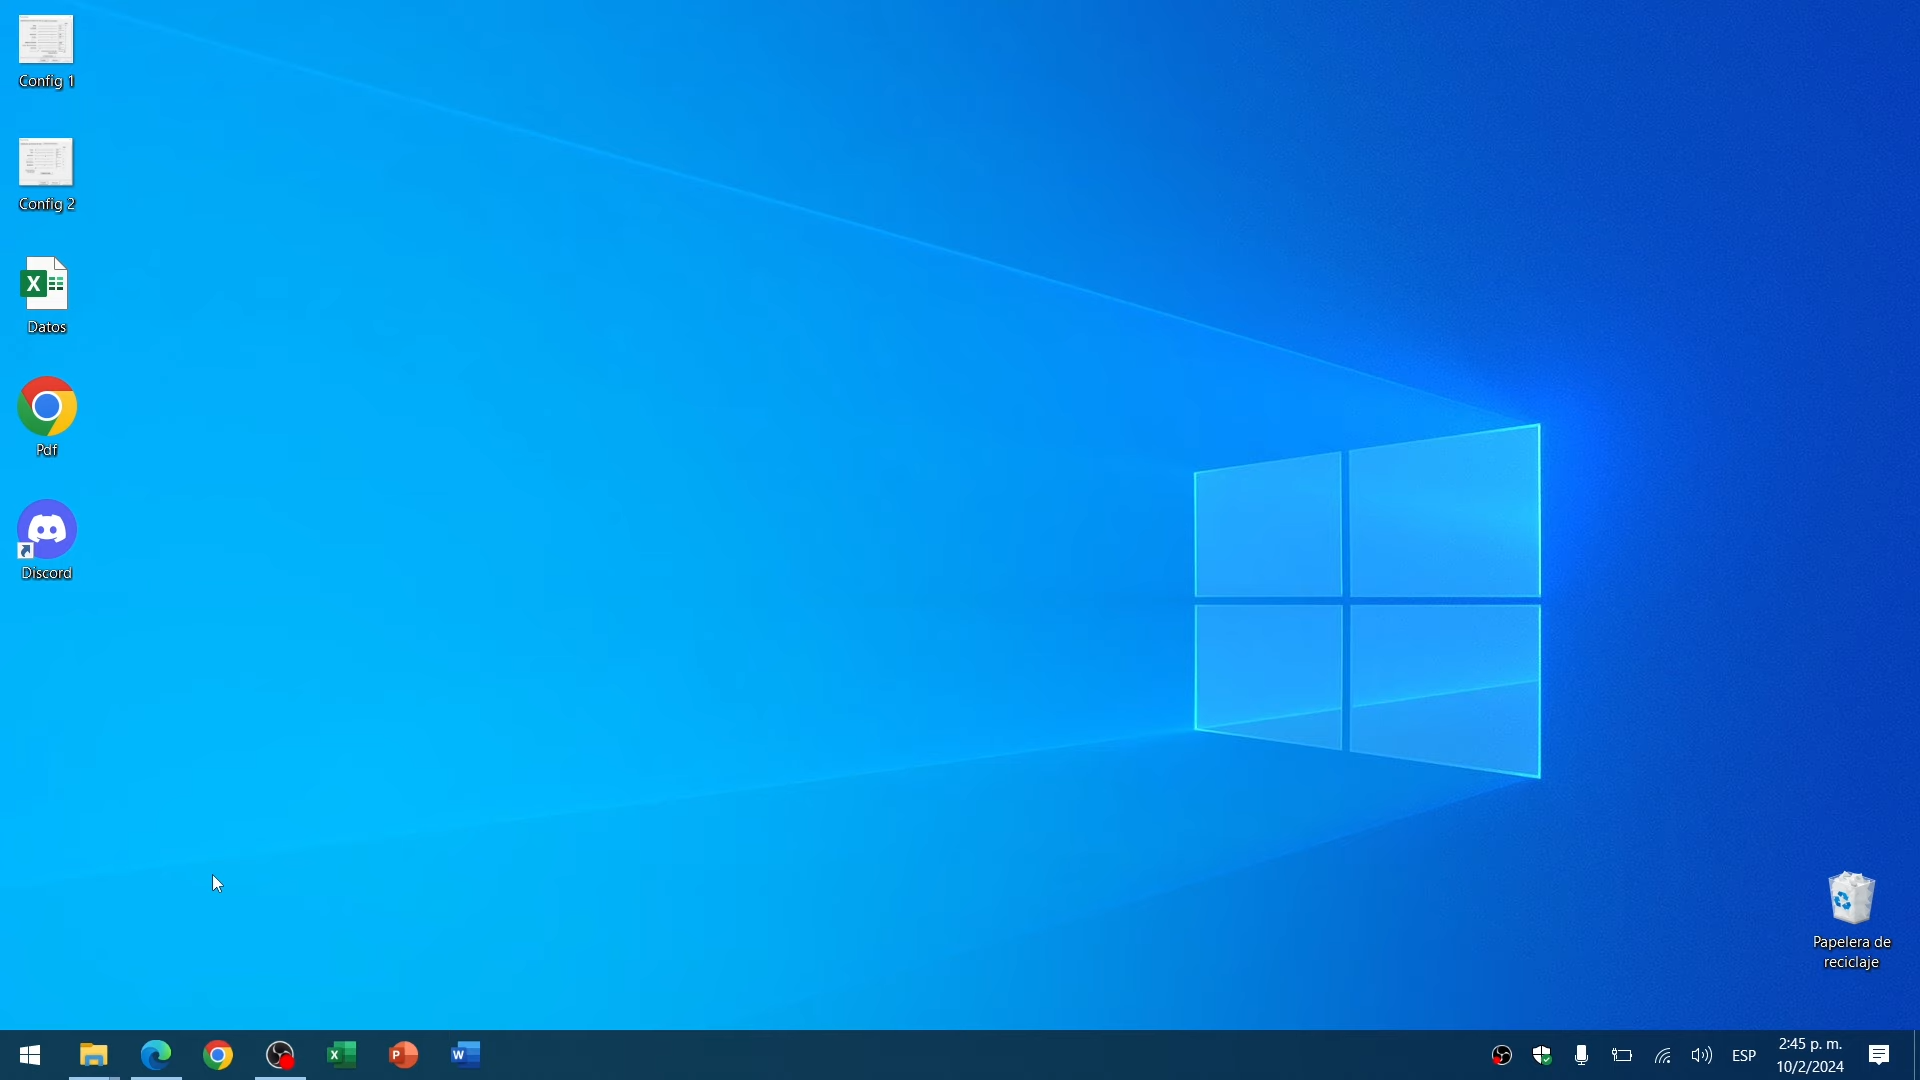 Config 1
Config 2
Datos
Pdf
Discord
Papelera de
reciclaje
ESP
2:45 p. m.
10/2/2024